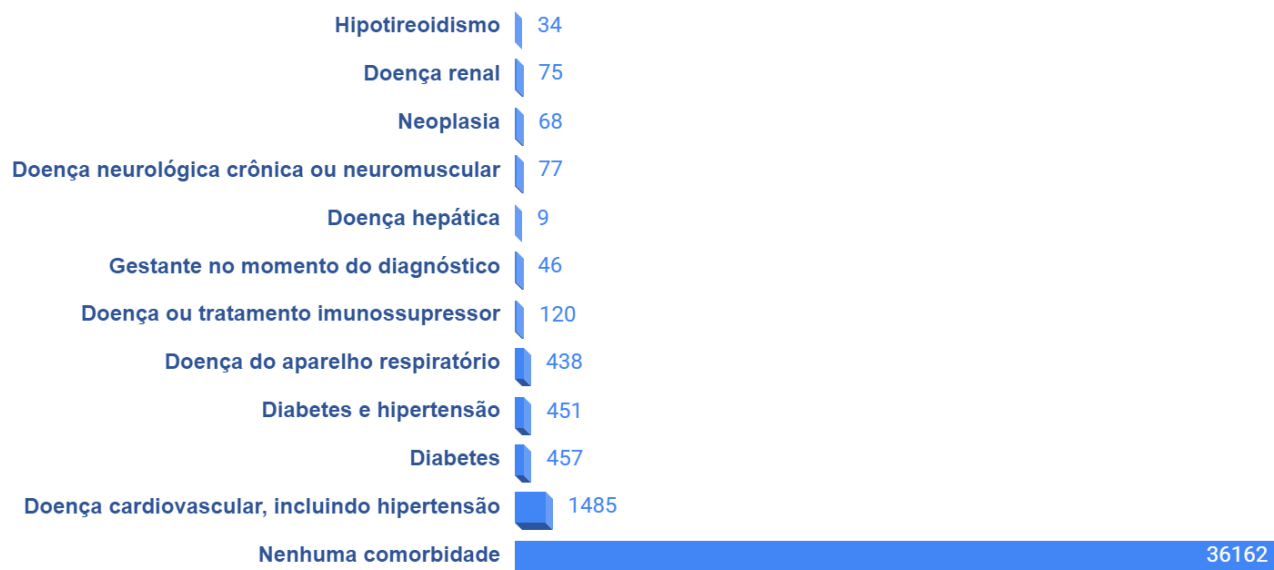 Hipotireoidismo 34
Doença renal 75
Neoplasia 68
Doença neurológica crônica ou neuromuscular 77
Doença hepática 9
Gestante no momento do diagnóstico 46
Doença ou tratamento imunossupressor 120
Doença do aparelho respiratório 438
Diabetes e hipertensão 451
Diabetes 457
Doença cardiovascular, incluindo hipertensão 1485
Nenhuma comorbidade 36162